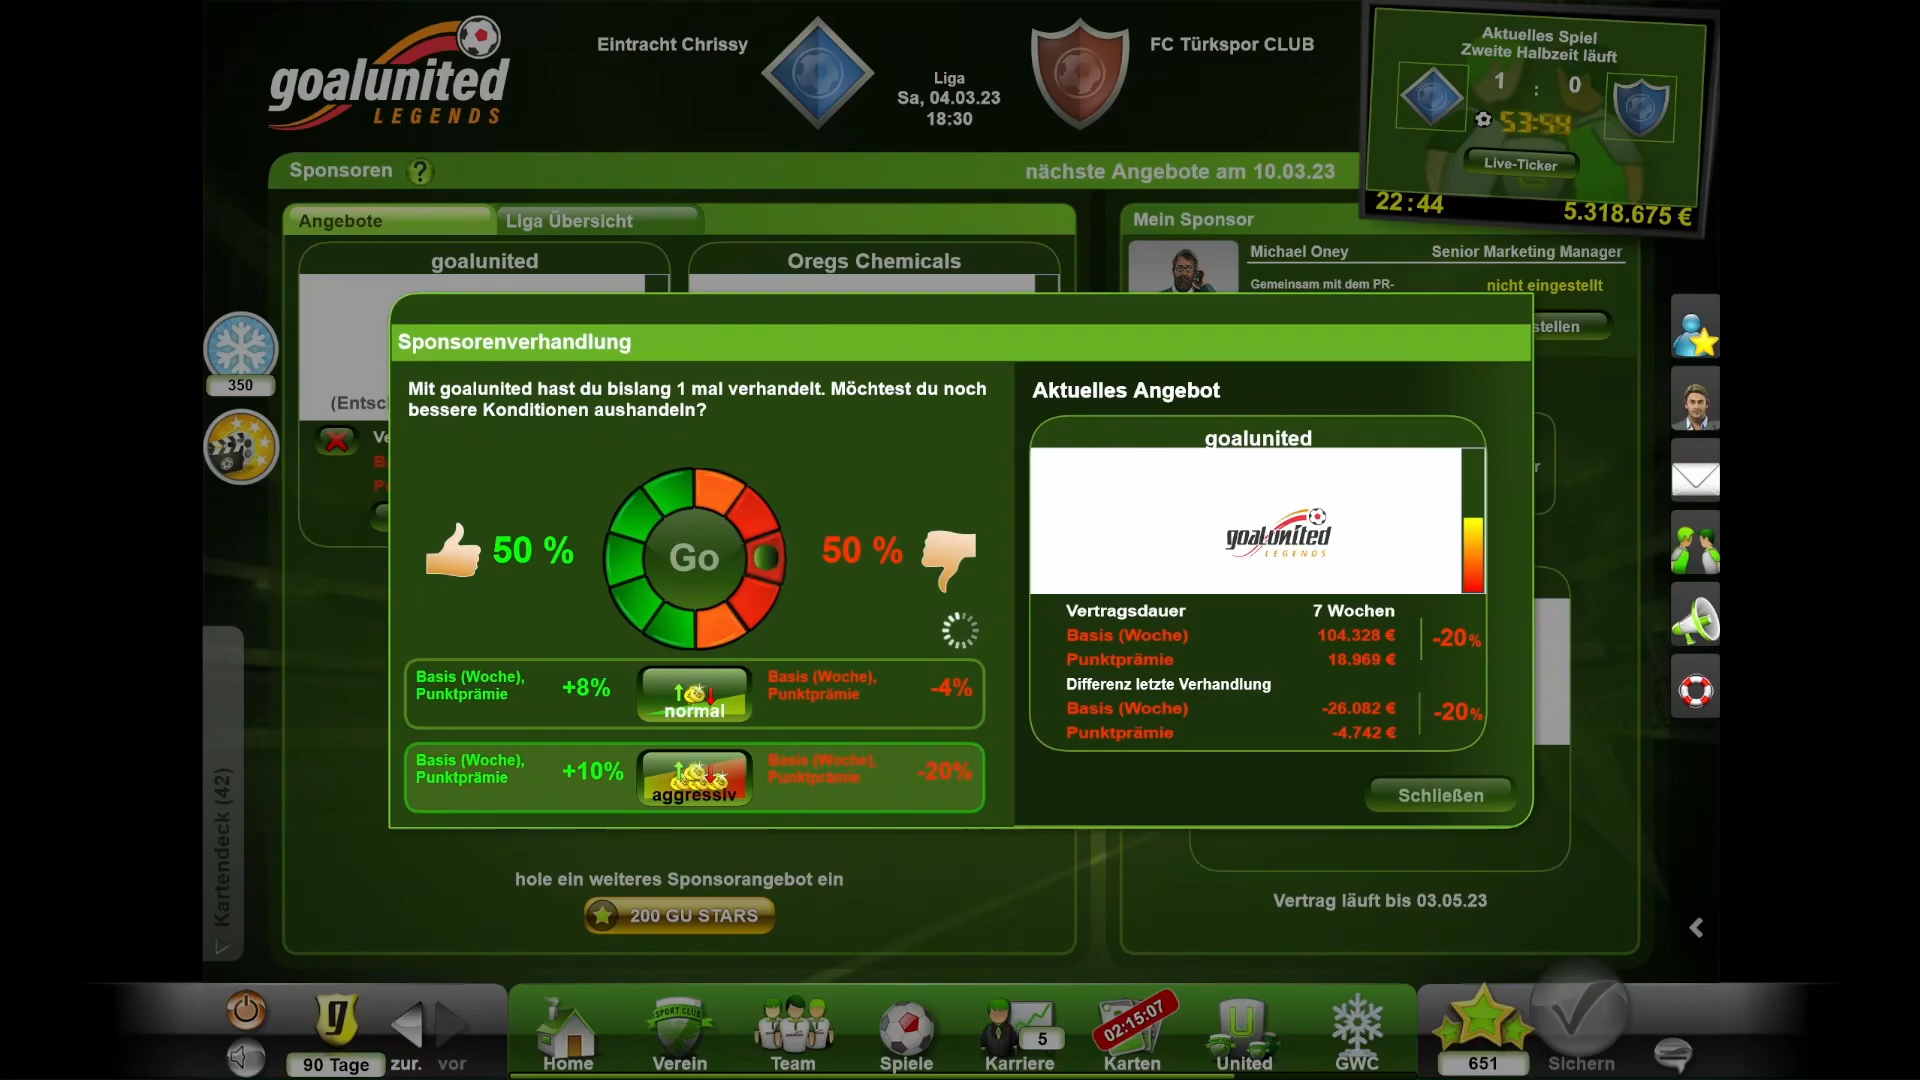 goalunited
LEGENDS
Eintracht Chrissy
Liga
Sa, 04.03.23
18:30
FC Türkspor CLUB
Aktuelles Spiel
Zweite Halbzeit läuft
1 : 0
Live-Ticker
22:44
5.318.675 €
Sponsoren ?
nächste Angebote am 10.03.23
Angebote
Liga Übersicht
Mein Sponsor
goalunited
Oregs Chemicals
Michael Oney
Senior Marketing Manager
Gemeinsam mit dem PR-
nicht eingestellt
stellen
350
Sponsorenverhandlung
Mit goalunited hast du bislang 1 mal verhandelt. Möchtest du noch
bessere Konditionen aushandeln?
Aktuelles Angebot
goalunited
goalunited
LEGENDS
50 %
Go
50 %
Vertragsdauer 7 Wochen
Basis (Woche) 104.328 €
-20%
Punktprämie 18.969 €
Differenz letzte Verhandlung
Basis (Woche) -26.082 €
-20%
Punktprämie -4.742 €
Basis (Woche),
Punktprämie
+8%
normal
Basis (Woche),
Punktprämie
-4%
Basis (Woche),
Punktprämie
+10%
aggressiv
Basis (Woche),
Punktprämie
-20%
Schließen
Kartendeck (42)
hole ein weiteres Sponsorangebot ein
200 GU STARS
Vertrag läuft bis 03.05.23
g
90 Tage
zur.
vor
Home
SPORT CLUB
Verein
Team
Spiele
5
Karriere
02:15:07
Karten
U
United
GWC
651
Sichern